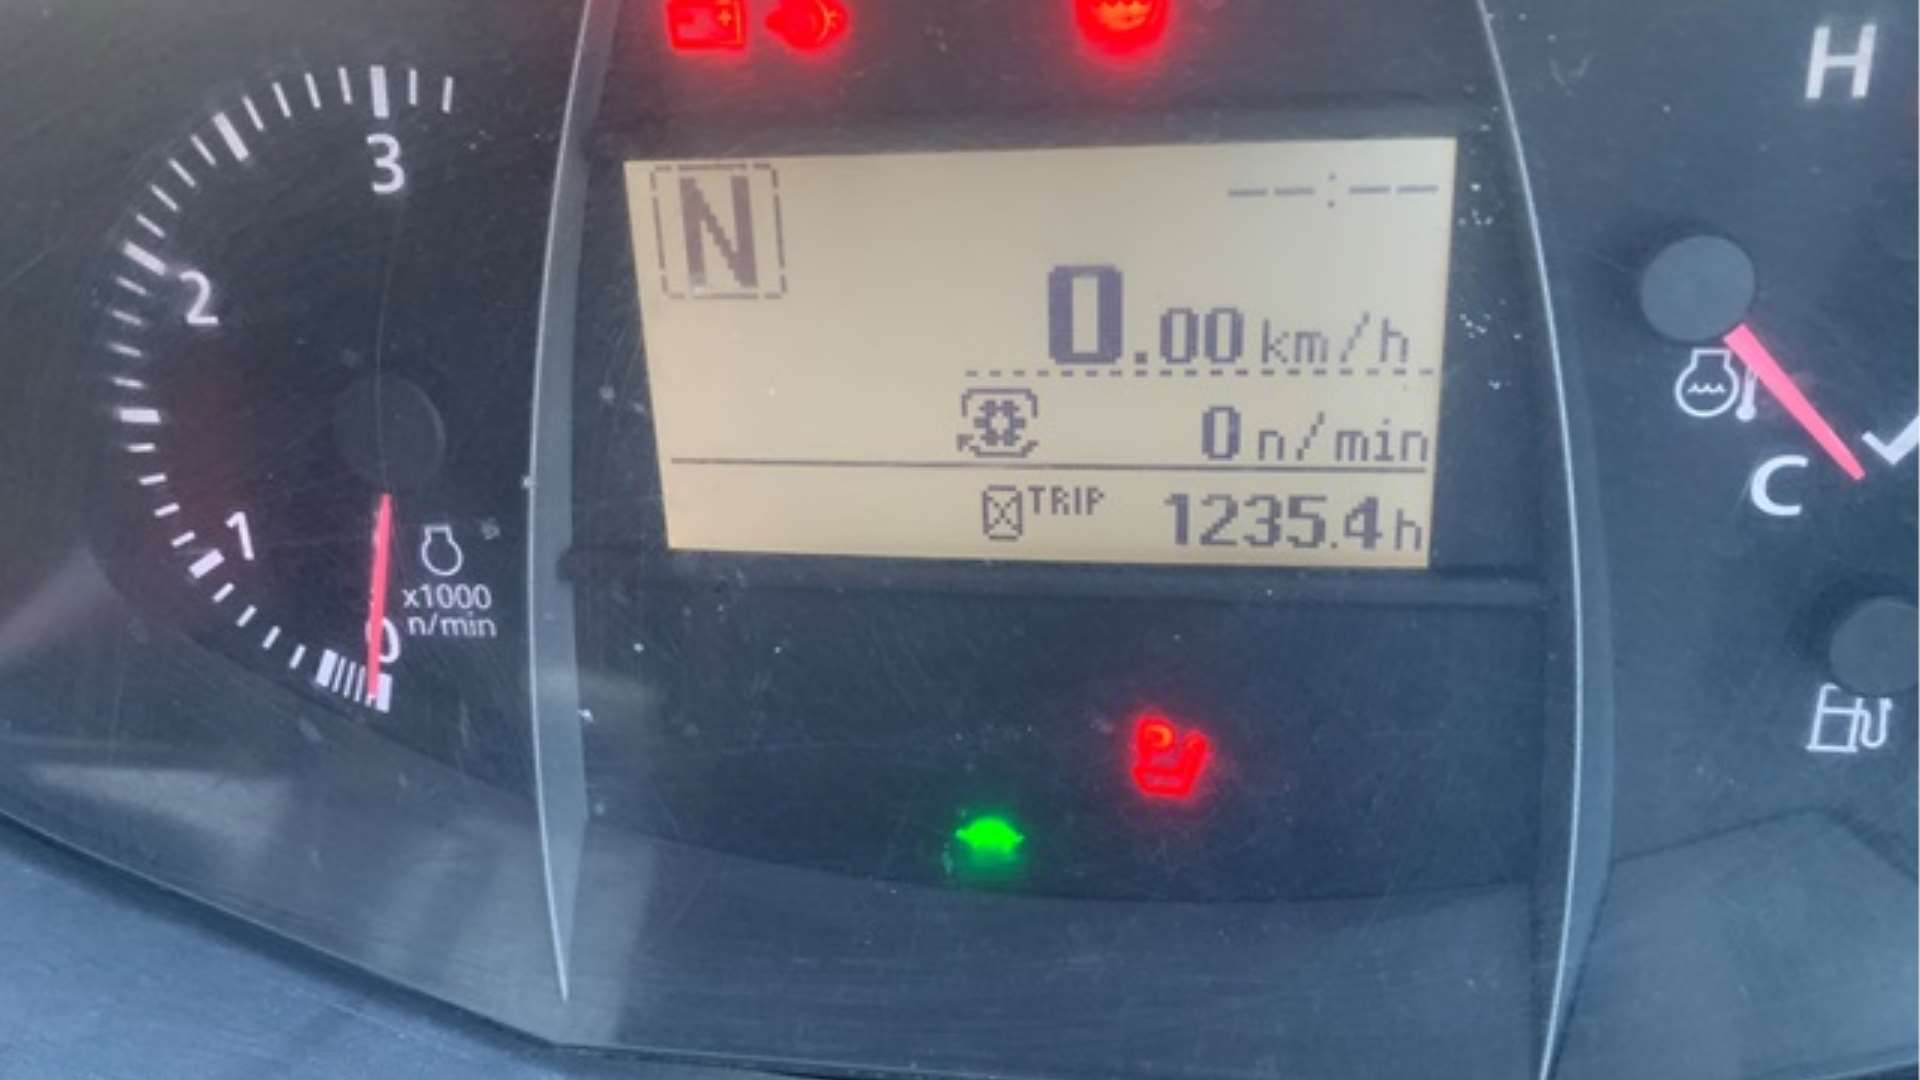 H
3
N
--:--
2
0.00 km/h
0 n/min
C
TRIP 1235.4 h
1
x1000
n/min
0